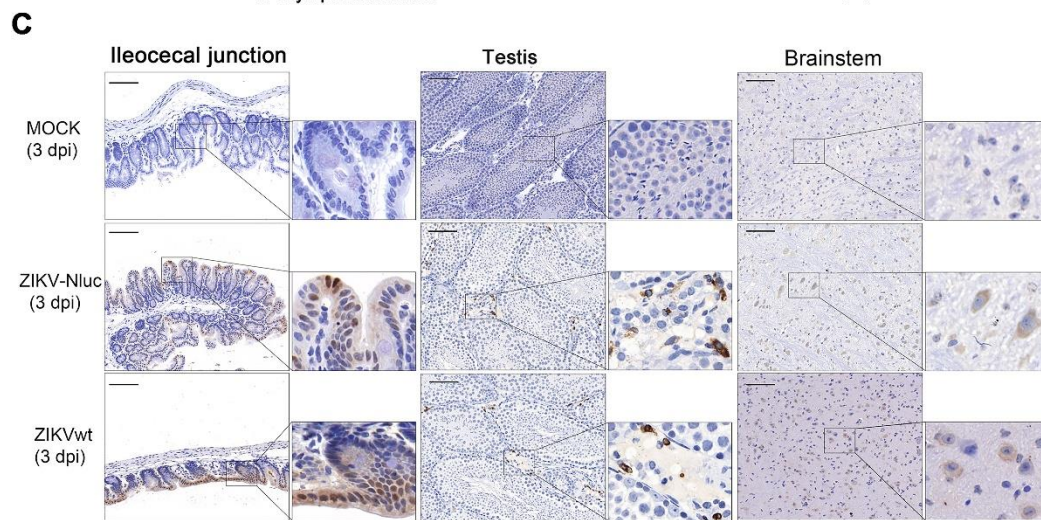 C
Ileocecal junction Testis Brainstem
MOCK
(3 dpi)
ZIKV-Nluc
(3 dpi)
ZIKVwt
(3 dpi)